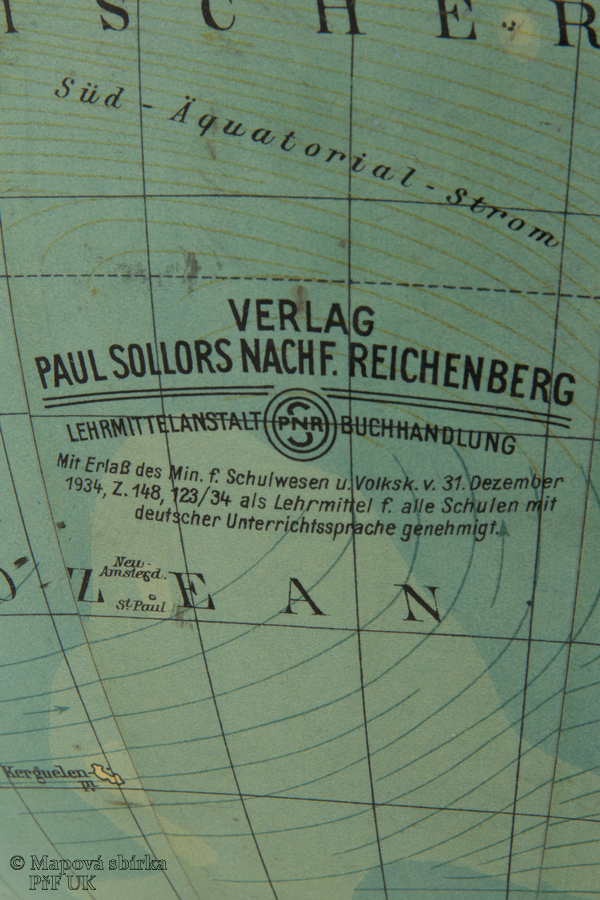 I S C H E R
Süd - Äquatorial - Strom
VERLAG
PAUL SOLLORS NACHF. REICHENBERG
LEHRMITTELANSTALT PNR BUCHHANDLUNG
Mit Erlaß des Min. f. Schulwesen u. Volksk. v. 31. Dezember
1934, Z. 148, 123/34 als Lehrmittel f. alle Schulen mit
deutscher Unterrichtssprache genehmigt.
Neu-
Amsterd.
O Z E A N
St Paul
Kerguelen-
© Mapová sbírka
PřF UK